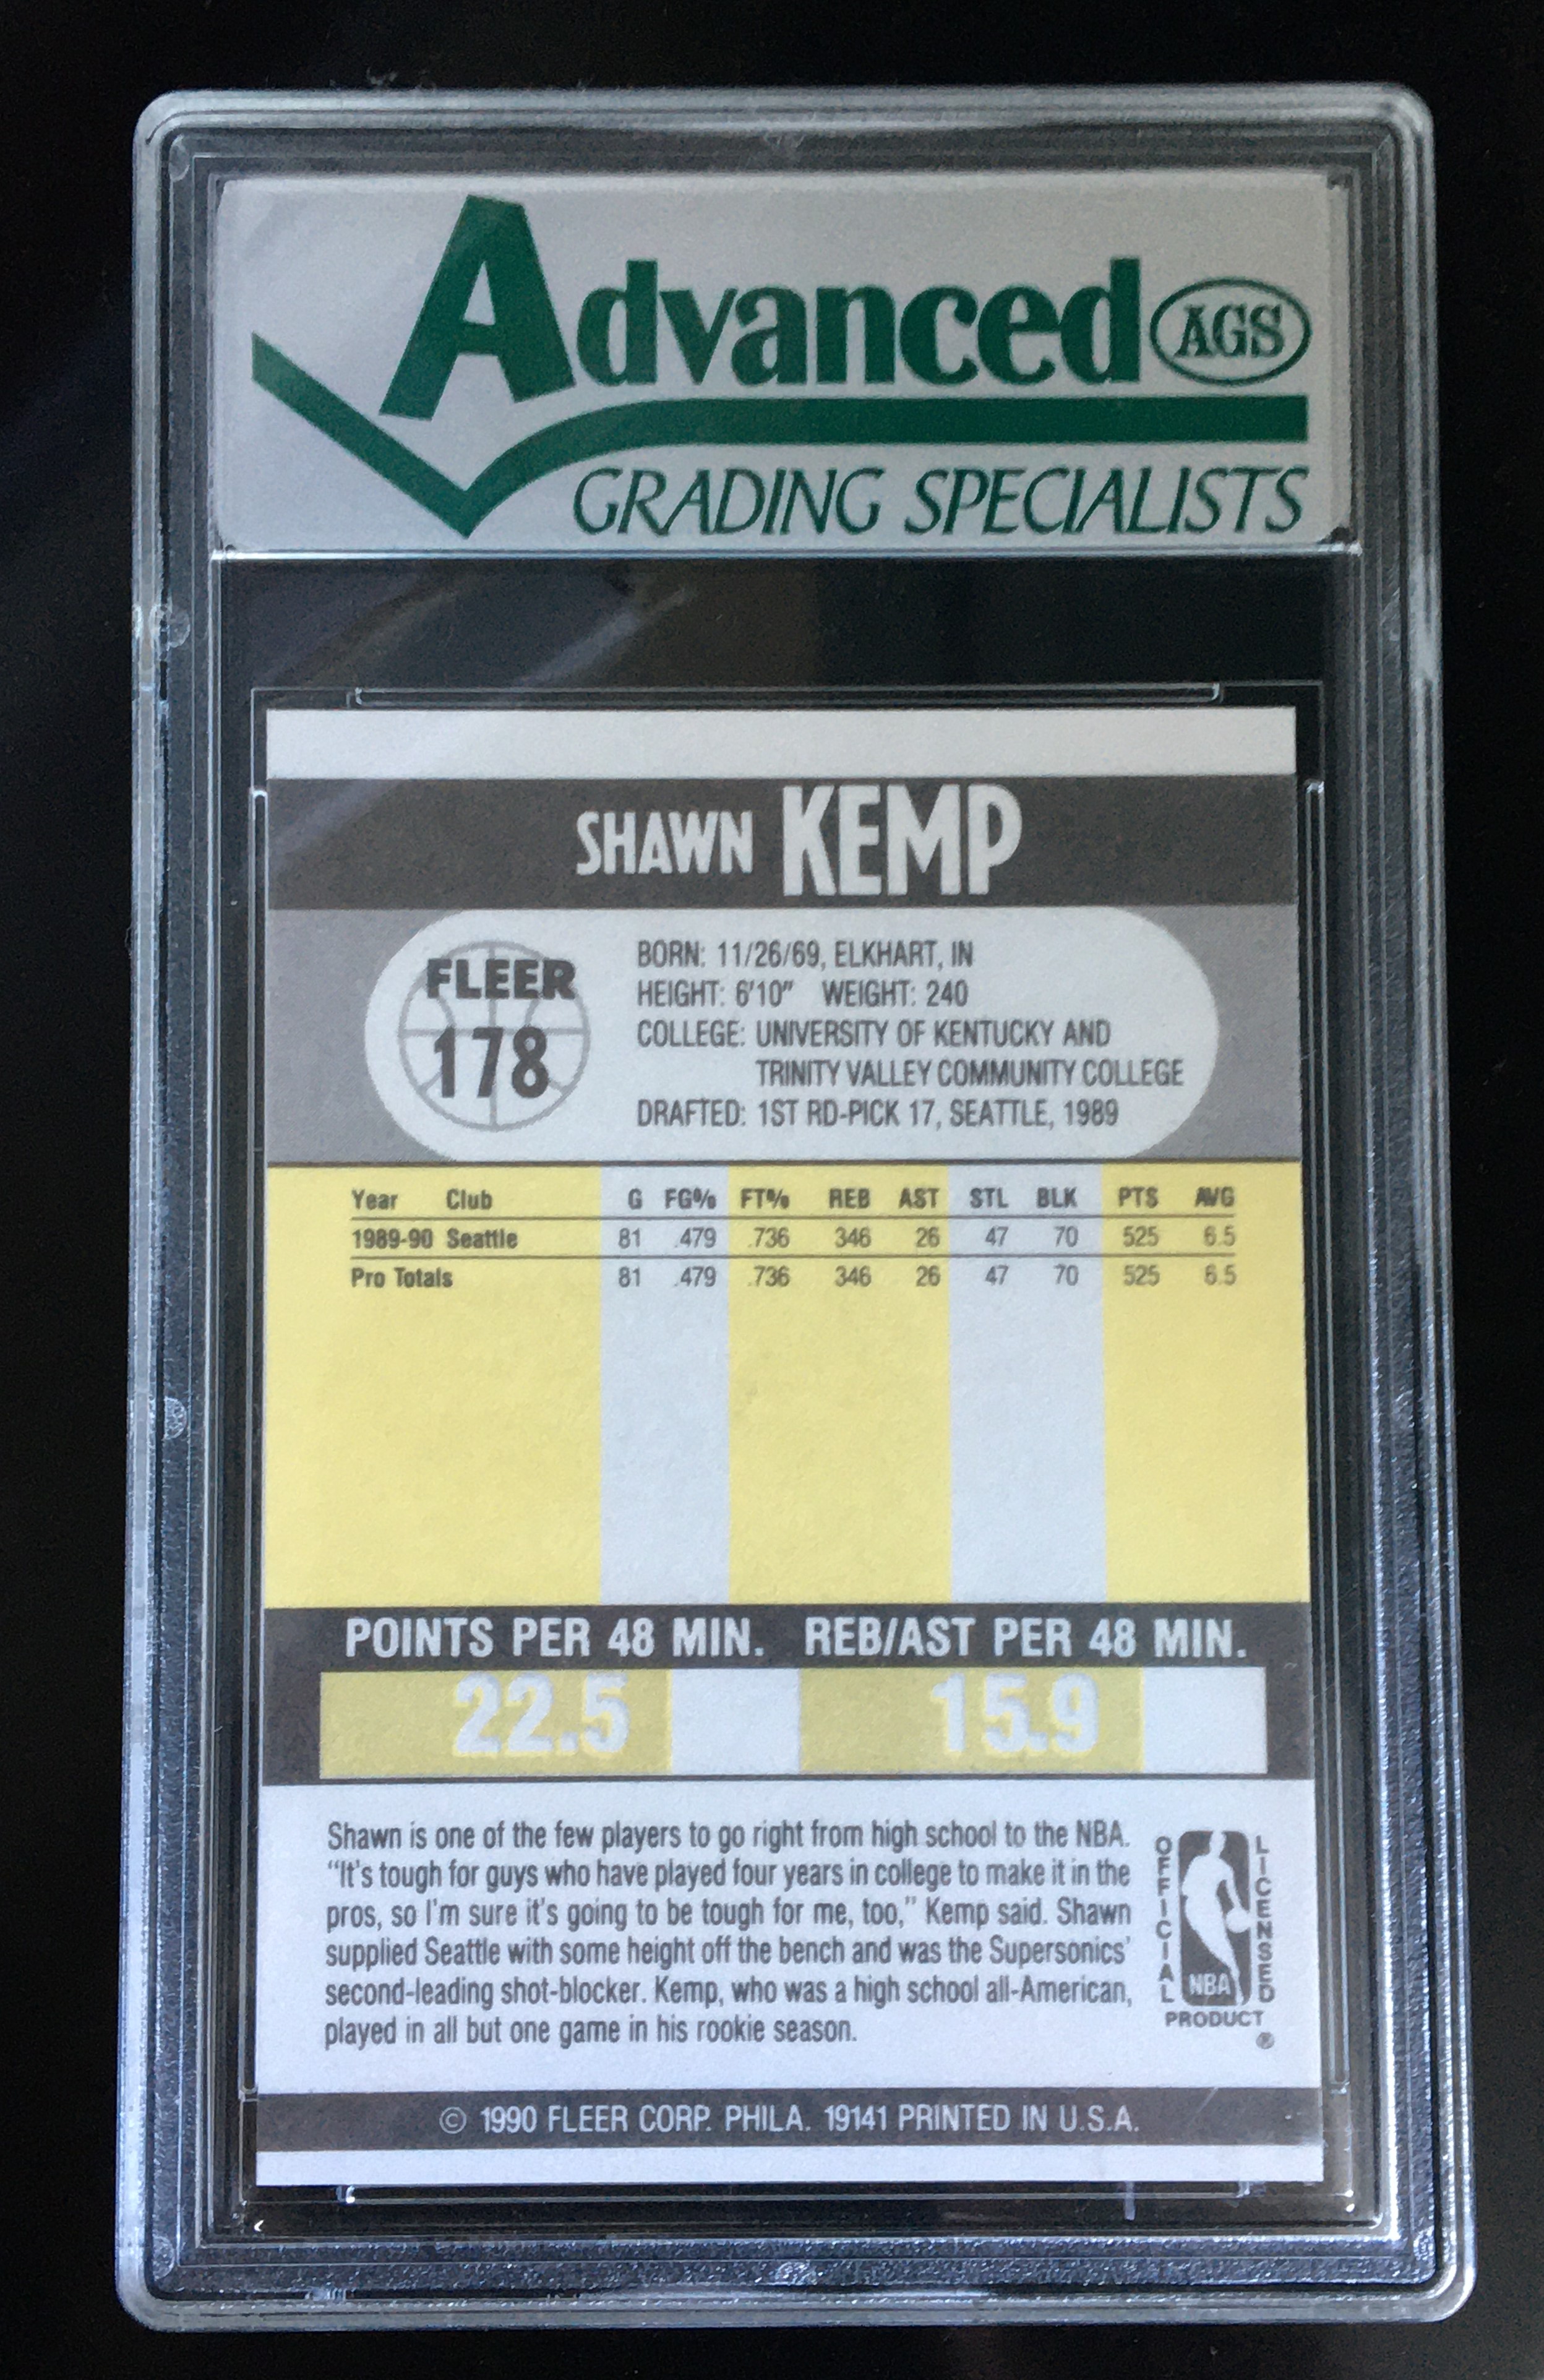 Advanced AGS
GRADING SPECIALISTS
SHAWN KEMP
FLEER
178
BORN: 11/26/69, ELKHART, IN
HEIGHT: 6'10" WEIGHT: 240
COLLEGE: UNIVERSITY OF KENTUCKY AND
TRINITY VALLEY COMMUNITY COLLEGE
DRAFTED: 1ST RD-PICK 17, SEATTLE, 1989
Year Club G FG% FT% REB AST STL BLK PTS AVG
1989-90 Seattle 81 .479 .736 346 26 47 70 525 6.5
Pro Totals 81 .479 .736 346 26 47 70 525 6.5
POINTS PER 48 MIN. REB/AST PER 48 MIN.
22.5 15.9
Shawn is one of the few players to go right from high school to the NBA.
"It's tough for guys who have played four years in college to make it in the
pros, so I'm sure it's going to be tough for me, too," Kemp said. Shawn
supplied Seattle with some height off the bench and was the Supersonics'
second-leading shot-blocker. Kemp, who was a high school all-American,
played in all but one game in his rookie season.
OFFICIAL LICENSED
NBA
PRODUCT
®
© 1990 FLEER CORP. PHILA. 19141 PRINTED IN U.S.A.